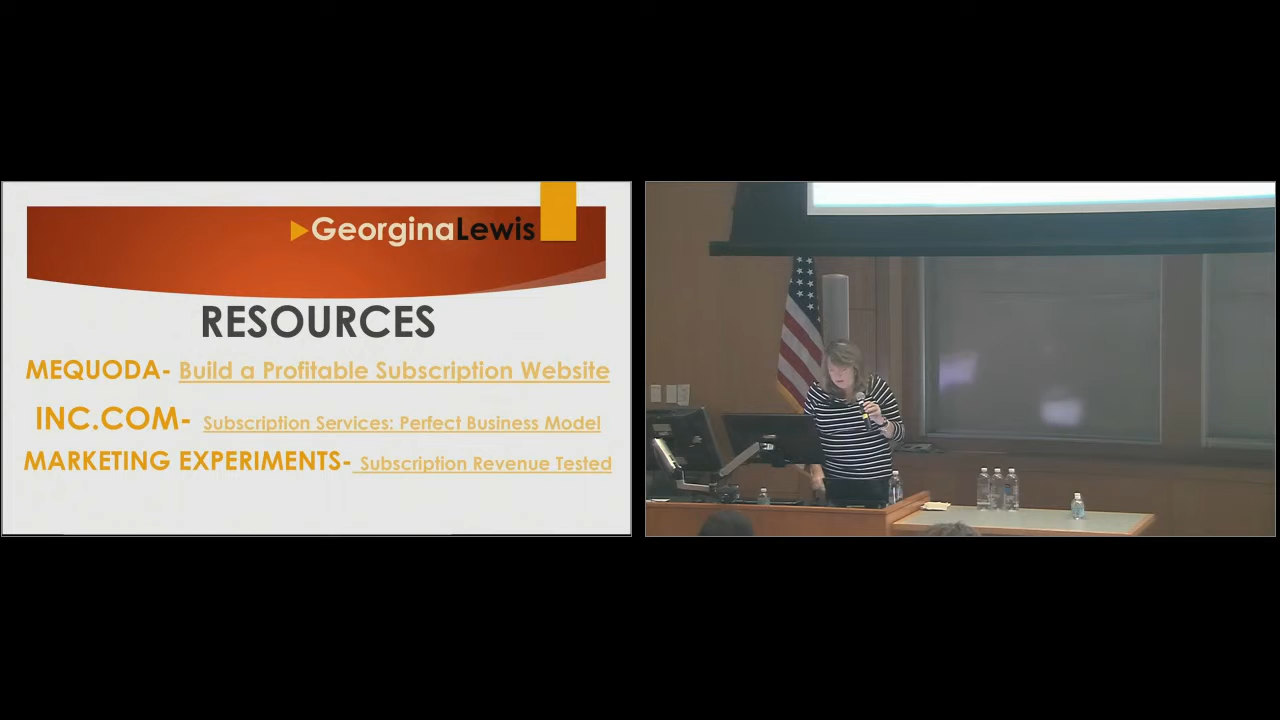 GeorginaLewis
RESOURCES
MEQUODA- Build a Profitable Subscription Website
INC.COM- Subscription Services: Perfect Business Model
MARKETING EXPERIMENTS- Subscription Revenue Tested